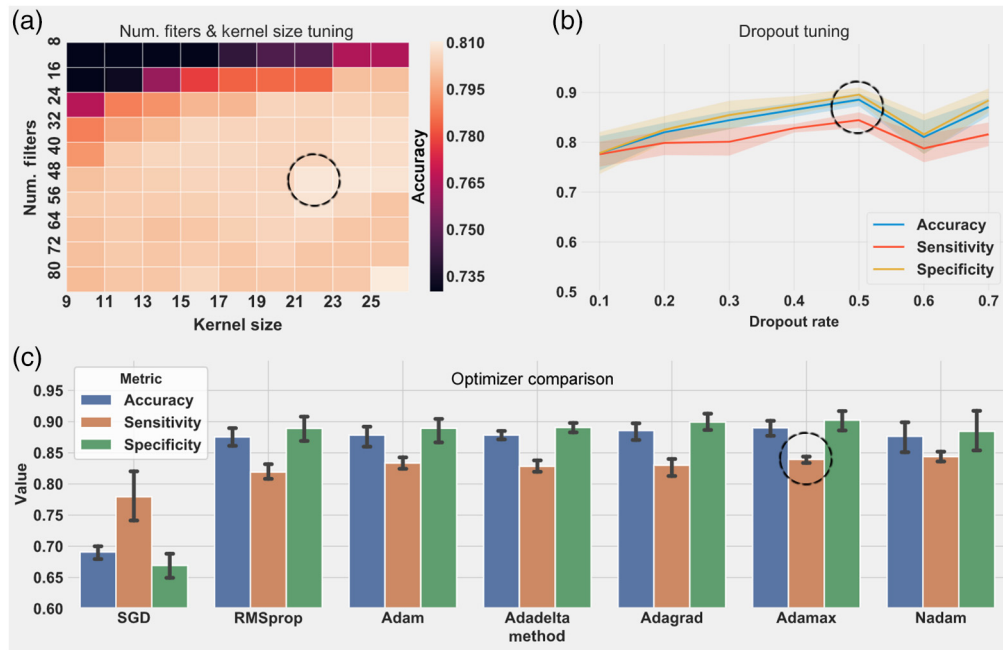 (a)
Num. fiters & kernel size tuning
8
16
24
32
40
48
56
64
72
80
Num. filters
9 11 13 15 17 19 21 23 25
Kernel size
0.810
0.795
0.780
0.765
0.750
0.735
Accuracy
(b)
Dropout tuning
0.9
0.8
0.7
0.6
0.5
0.1 0.2 0.3 0.4 0.5 0.6 0.7
Dropout rate
Accuracy
Sensitivity
Specificity
(c)
Optimizer comparison
Metric
Accuracy
Sensitivity
Specificity
0.95
0.90
0.85
0.80
0.75
0.70
0.65
0.60
Value
SGD RMSprop Adam Adadelta Adagrad Adamax Nadam
method